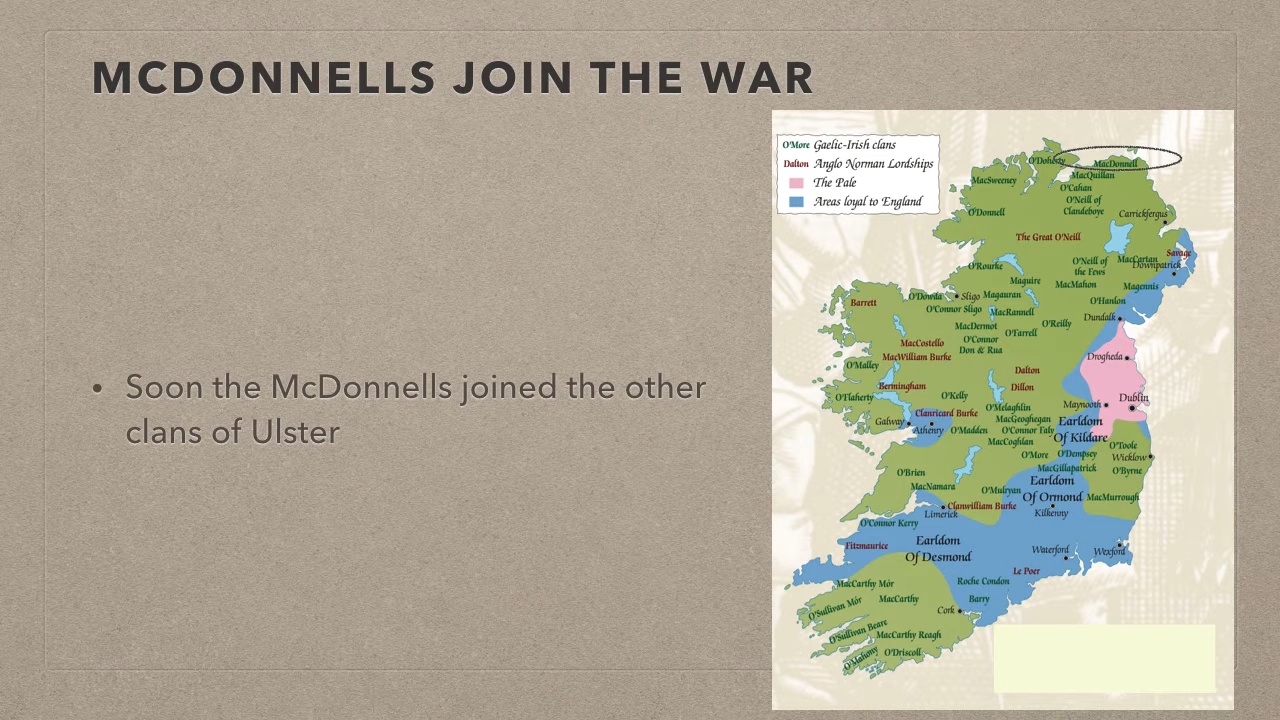 MCDONNELLS JOIN THE WAR
• Soon the McDonnells joined the other
clans of Ulster
O'More Gaelic-Irish clans
Dalton Anglo Norman Lordships
The Pale
Areas loyal to England
O'Doherty
MacDonnell
MacQuillan
MacSweeney
O'Cahan
O'Neill of
Clandeboye
O'Donnell
Carrickfergus
The Great O'Neill
Savage
MacCartan
Downpatrick
O'Neill of
the Fews
O'Rourke
Maguire
MacMahon
Magennis
O'Dowda
Sligo
Magauran
O'Hanlon
Barrett
O'Connor Sligo
MacRannell
Dundalk
MacDermot
O'Reilly
O'Farrell
O'Connor
Don & Rua
MacCostello
MacWilliam Burke
Drogheda
O'Malley
Dalton
Bermingham
Dillon
O'Flaherty
O'Kelly
Dublin
Maynooth
O'Melaghlin
Clanricard Burke
MacGeoghegan
Galway
Athenry
O'Madden
O'Connor Faly
Earldom
Of Kildare
MacCoghlan
O'Toole
O'More
O'Dempsey
Wicklow
MacGillapatrick
O'Byrne
O'Brien
Earldom
Of Ormond
MacNamara
O'Mulryan
MacMurrough
Clanwilliam Burke
Limerick
Kilkenny
O'Connor Kerry
Earldom
Of Desmond
Fitzmaurice
Waterford
Wexford
Le Poer
MacCarthy Mór
Roche Condon
O'Sullivan Mór
MacCarthy
Barry
Cork
O'Sullivan Beare
MacCarthy Reagh
O'Mahony
O'Driscoll